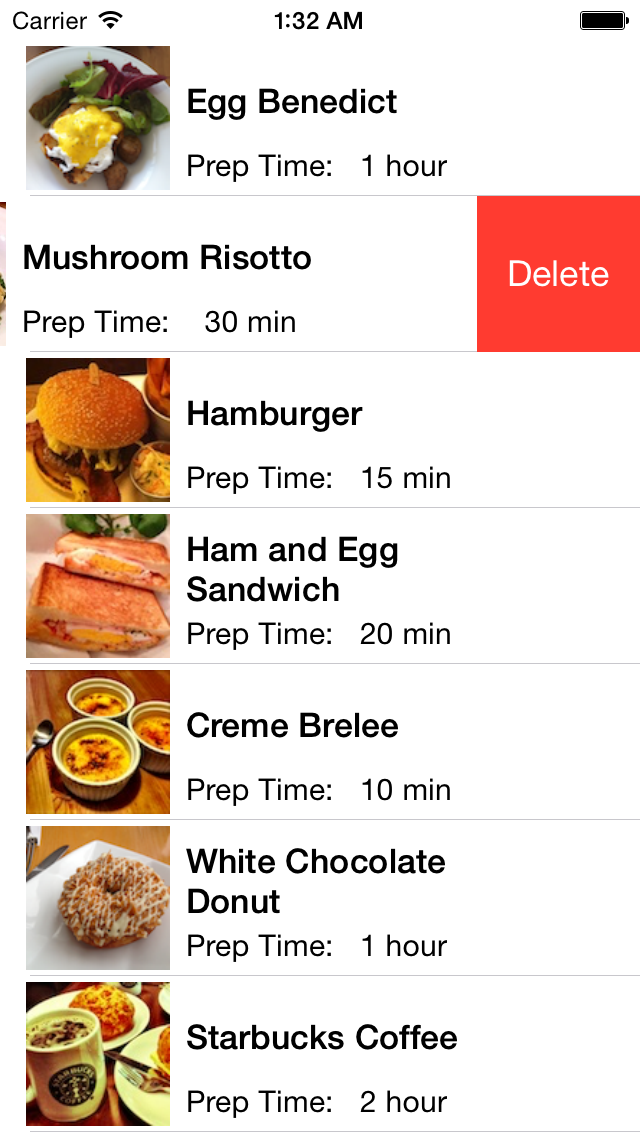 Carrier 1:32 AM
Egg Benedict
Prep Time: 1 hour
Mushroom Risotto
Delete
Prep Time: 30 min
Hamburger
Prep Time: 15 min
Ham and Egg
Sandwich
Prep Time: 20 min
Creme Brelee
Prep Time: 10 min
White Chocolate
Donut
Prep Time: 1 hour
Starbucks Coffee
Prep Time: 2 hour